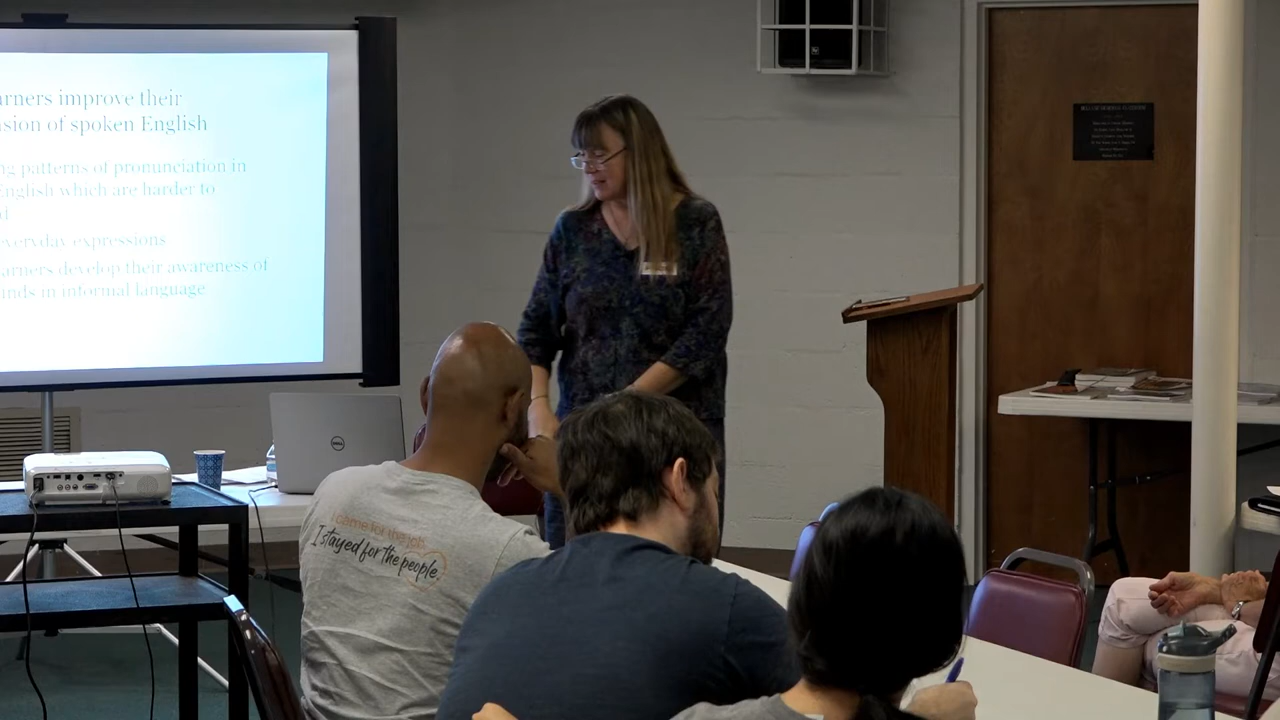 arners improve their
sion of spoken English
ng patterns of pronunciation in
English which are harder to
d
everyday expressions
arners develop their awareness of
unds in informal language
DELL
I came for the job,
I stayed for the people.